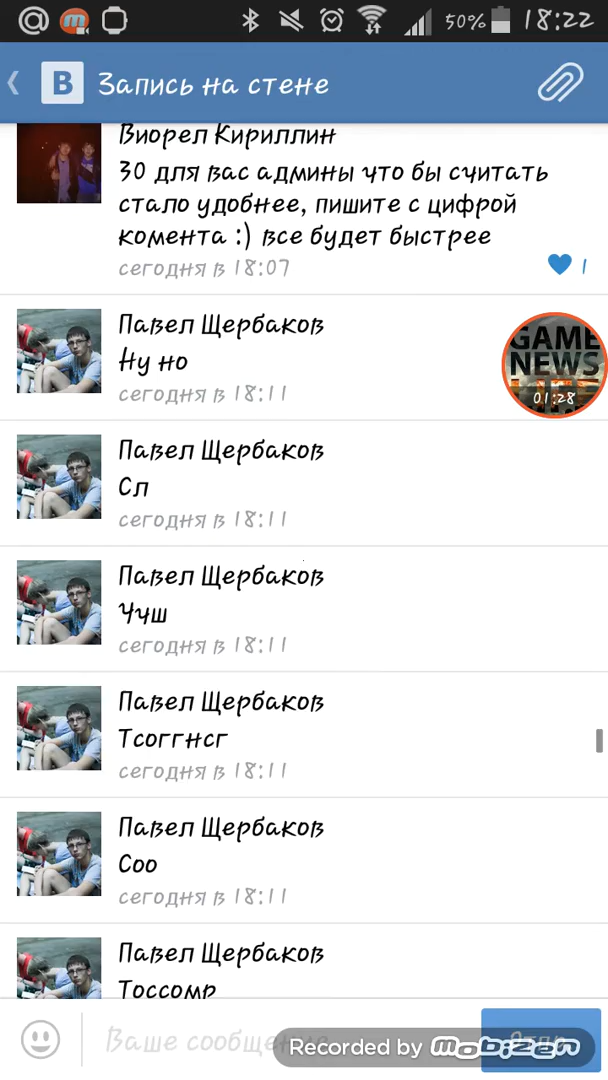 50% 18:22
В Запись на стене
Виорел Кириллин
30 для вас админы что бы считать
стало удобнее, пишите с цифрой
комента :) все будет быстрее
сегодня в 18:07
1
Павел Щербаков
Ну но
сегодня в 18:11
GAME
NEWS
01:28
Павел Щербаков
Сл
сегодня в 18:11
Павел Щербаков
Ччш
сегодня в 18:11
Павел Щербаков
Тсоггнсг
сегодня в 18:11
Павел Щербаков
Соо
сегодня в 18:11
Павел Щербаков
Тоссомр
Ваше
Recorded by mobizen